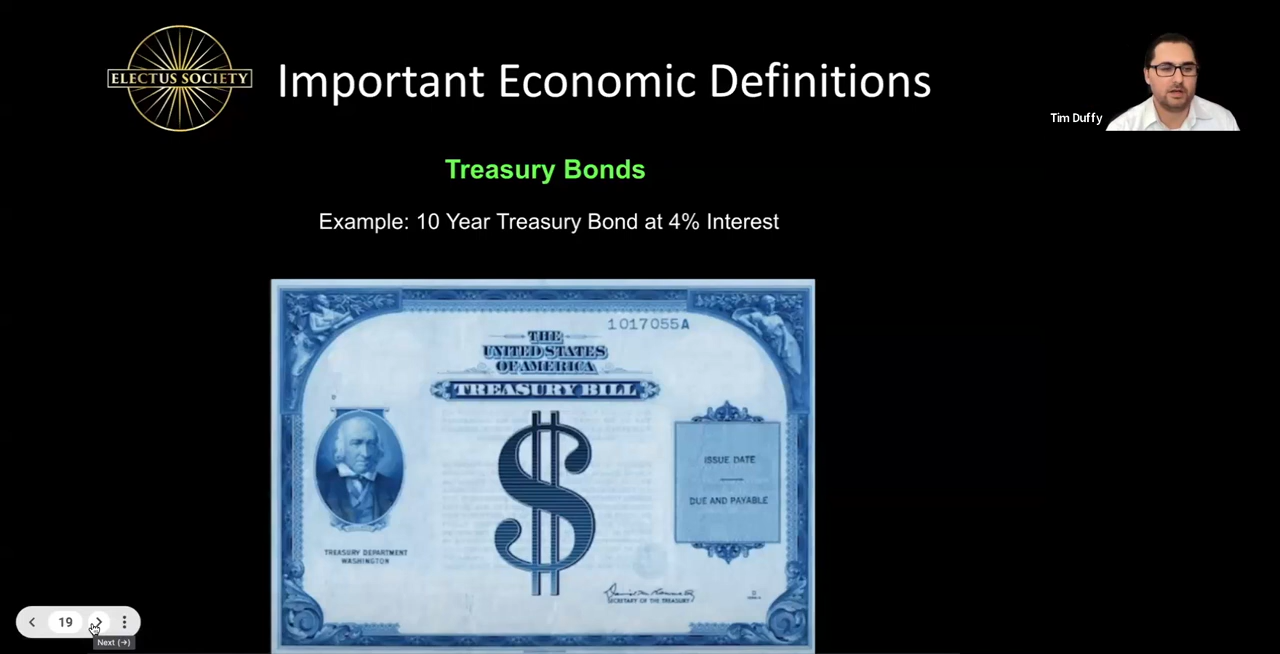 ELECTUS SOCIETY
Important Economic Definitions
Tim Duffy
Treasury Bonds
Example: 10 Year Treasury Bond at 4% Interest
1017055A
THE
UNITED STATES
OF AMERICA
TREASURY BILL
ISSUE DATE
DUE AND PAYABLE
$
TREASURY DEPARTMENT
WASHINGTON
SECRETARY OF THE TREASURY
19
Next (→)